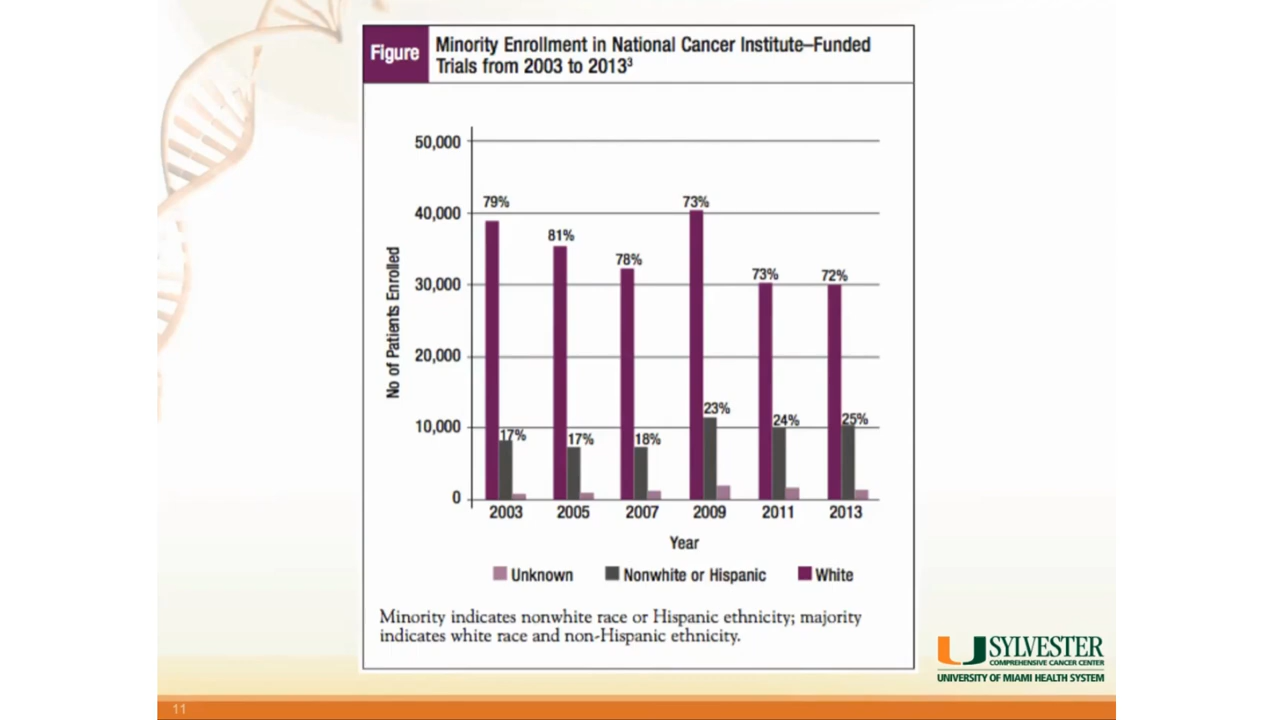 Figure
Minority Enrollment in National Cancer Institute–Funded
Trials from 2003 to 2013³
50,000
40,000
30,000
20,000
10,000
0
No of Patients Enrolled
79%
17%
81%
17%
78%
18%
73%
23%
73%
24%
72%
25%
2003 2005 2007 2009 2011 2013
Year
Unknown Nonwhite or Hispanic White
Minority indicates nonwhite race or Hispanic ethnicity; majority
indicates white race and non-Hispanic ethnicity.
U SYLVESTER
COMPREHENSIVE CANCER CENTER
UNIVERSITY OF MIAMI HEALTH SYSTEM
11